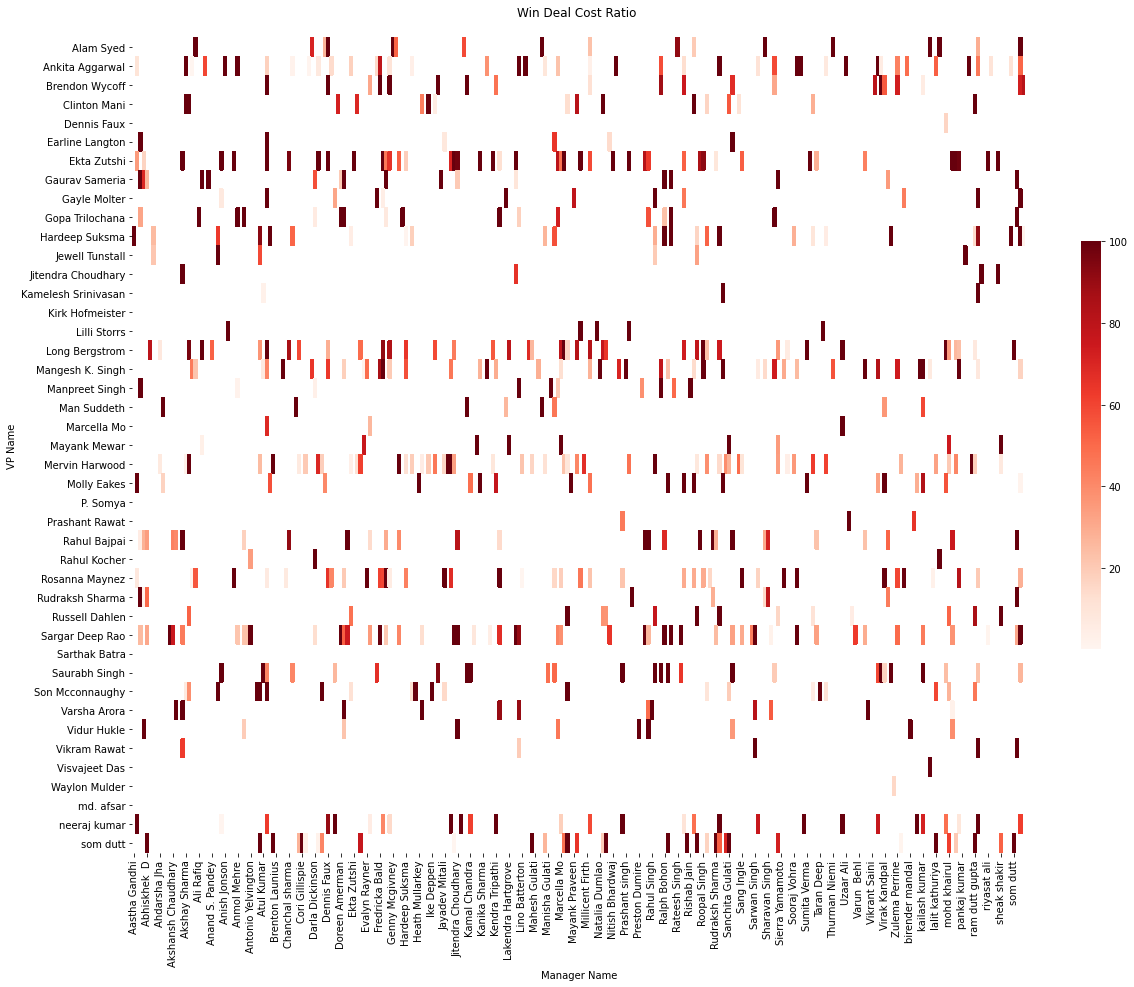 Win Deal Cost Ratio
VP Name
Alam Syed
Ankita Aggarwal
Brendon Wycoff
Clinton Mani
Dennis Faux
Earline Langton
Ekta Zutshi
Gaurav Sameria
Gayle Molter
Gopa Trilochana
Hardeep Suksma
Jewell Tunstall
Jitendra Choudhary
Kamelesh Srinivasan
Kirk Hofmeister
Lilli Storrs
Long Bergstrom
Mangesh K. Singh
Manpreet Singh
Man Suddeth
Marcella Mo
Mayank Mewar
Mervin Harwood
Molly Eakes
P. Somya
Prashant Rawat
Rahul Bajpai
Rahul Kocher
Rosanna Maynez
Rudraksh Sharma
Russell Dahlen
Sargar Deep Rao
Sarthak Batra
Saurabh Singh
Son Mcconnaughy
Varsha Arora
Vidur Hukle
Vikram Rawat
Visvajeet Das
Waylon Mulder
md. afsar
neeraj kumar
som dutt
100
80
60
40
20
Aastha Gandhi
Abhishek D
Ahdarsha Jha
Akshansh Chaudhary
Akshay Sharma
Ali Rafiq
Anand S. Pandey
Anish Jonson
Anmol Mehre
Antonio Yelvington
Atul Kumar
Brenton Launius
Chanchal sharma
Cori Gillispie
Darla Dickinson
Dennis Faux
Doreen Amerman
Ekta Zutshi
Evalyn Rayner
Fredricka Bald
Genny Mcgivney
Hardeep Suksma
Heath Mullarkey
Ike Deppen
Jayadev Mitalli
Jitendra Choudhary
Kamal Chandra
Kanika Sharma
Kendra Tripathi
Lakendra Hartgrove
Lino Batterton
Mahesh Gulati
Manisha Gulati
Marcella Mo
Mayank Praveen
Millicent Firth
Natalia Dumlao
Nitish Bhardwaj
Prashant singh
Preston Dumire
Rahul Singh
Ralph Bohon
Rateesh Singh
Rishab Jain
Roopal Singh
Rudraksh Sharma
Sanchita Gulati
Sang Ingle
Sarwan Singh
Sharavan Singh
Sierra Yamamoto
Sooraj Vohra
Sumita Verma
Taran Deep
Thurman Niemi
Uzaar Ali
Varun Behl
Vikrant Saini
Virak Kandpal
Zulema Pernell
birender mandal
kailash kumar
lalit kathuriya
mohd khairul
pankaj kumar
ram dutt gupta
riyasat ali
sheak shakir
som dutt
Manager Name